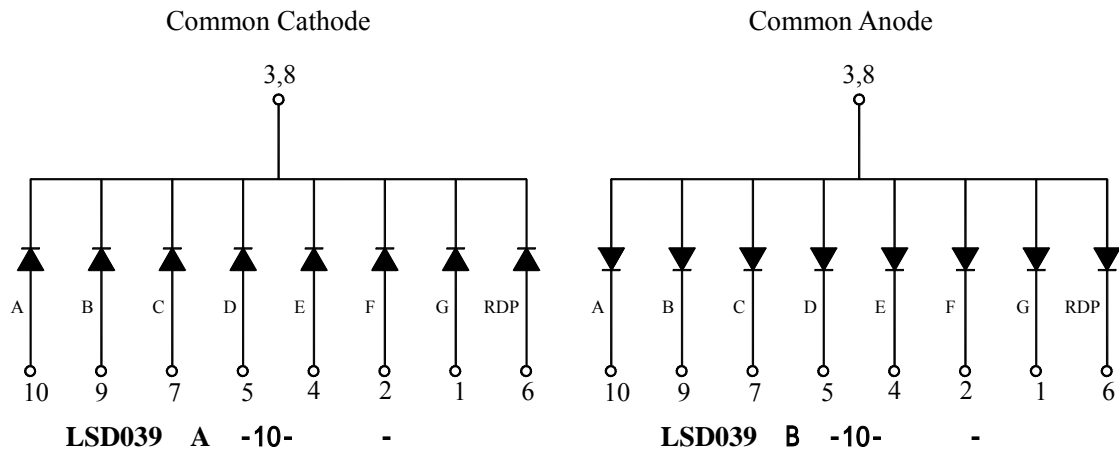 Common Cathode
Common Anode
3,8
3,8
A B C D E F G RDP
A B C D E F G RDP
10 9 7 5 4 2 1 6
10 9 7 5 4 2 1 6
LSD039 A -10- -
LSD039 B -10- -